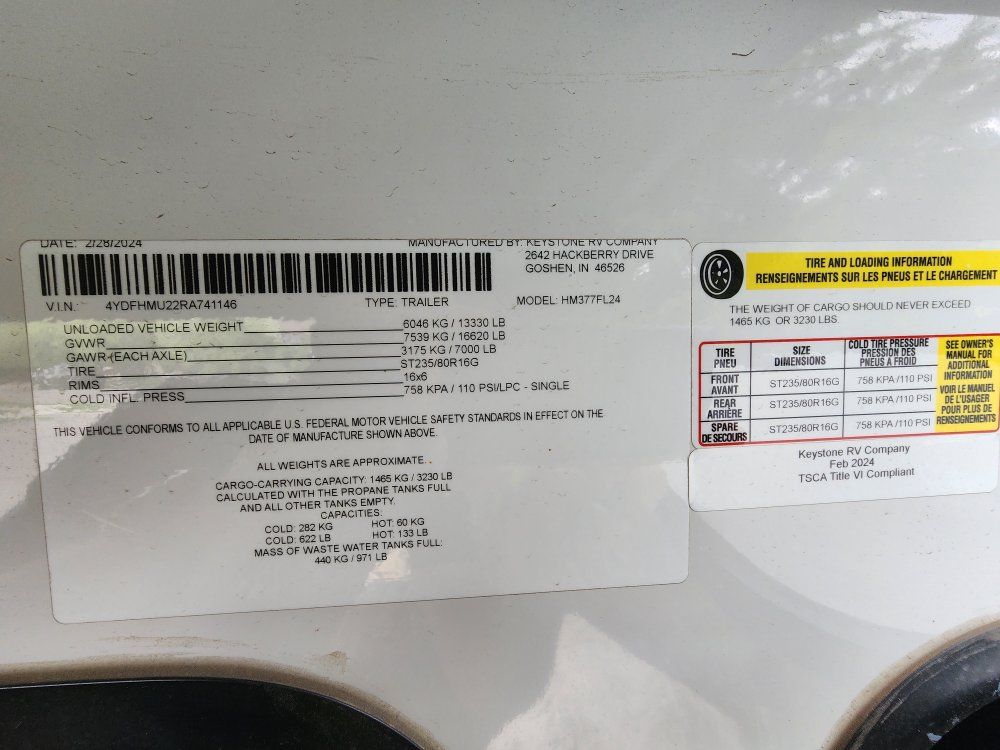 DATE: 2/28/2024
MANUFACTURED BY: KEYSTONE RV COMPANY
2642 HACKBERRY DRIVE
GOSHEN, IN 46526
V.I.N.: 4YDFHMU22RA741146 TYPE: TRAILER MODEL: HM377FL24
UNLOADED VEHICLE WEIGHT 6046 KG / 13330 LB
GVWR 7539 KG / 16620 LB
GAWR (EACH AXLE) 3175 KG / 7000 LB
TIRE ST235/80R16G
RIMS 16x6
COLD INFL. PRESS 758 KPA / 110 PSI/LPC - SINGLE
THIS VEHICLE CONFORMS TO ALL APPLICABLE U.S. FEDERAL MOTOR VEHICLE SAFETY STANDARDS IN EFFECT ON THE
DATE OF MANUFACTURE SHOWN ABOVE.
ALL WEIGHTS ARE APPROXIMATE.
CARGO-CARRYING CAPACITY: 1465 KG / 3230 LB
CALCULATED WITH THE PROPANE TANKS FULL
AND ALL OTHER TANKS EMPTY.
CAPACITIES:
COLD: 282 KG HOT: 60 KG
COLD: 622 LB HOT: 133 LB
MASS OF WASTE WATER TANKS FULL:
440 KG / 971 LB
TIRE AND LOADING INFORMATION
RENSEIGNEMENTS SUR LES PNEUS ET LE CHARGEMENT
THE WEIGHT OF CARGO SHOULD NEVER EXCEED
1465 KG OR 3230 LBS.
TIRE
PNEU
SIZE
DIMENSIONS
COLD TIRE PRESSURE
PRESSION DES
PNEUS A FROID
FRONT
AVANT
ST235/80R16G
758 KPA /110 PSI
REAR
ARRIÈRE
ST235/80R16G
758 KPA /110 PSI
SPARE
DE SECOURS
ST235/80R16G
758 KPA /110 PSI
SEE OWNER'S
MANUAL FOR
ADDITIONAL
INFORMATION
VOIR LE MANUEL
DE L'USAGER
POUR PLUS DE
RENSEIGNEMENTS
Keystone RV Company
Feb 2024
TSCA Title VI Compliant